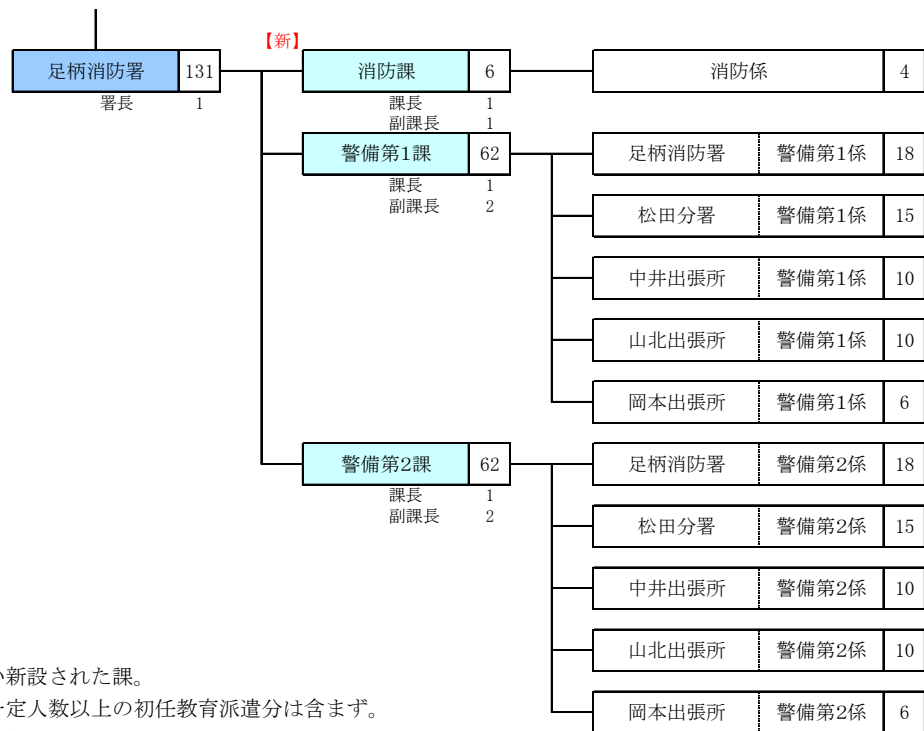 【新】
足柄消防署 131 消防課 6 消防係 4
署長 1 課長 1
副課長 1
警備第1課 62 足柄消防署 警備第1係 18
課長 1
副課長 2 松田分署 警備第1係 15
中井出張所 警備第1係 10
山北出張所 警備第1係 10
岡本出張所 警備第1係 6
警備第2課 62 足柄消防署 警備第2係 18
課長 1
副課長 2 松田分署 警備第2係 15
中井出張所 警備第2係 10
山北出張所 警備第2係 10
新設された課。
定人数以上の初任教育派遣分は含まず。
岡本出張所 警備第2係 6